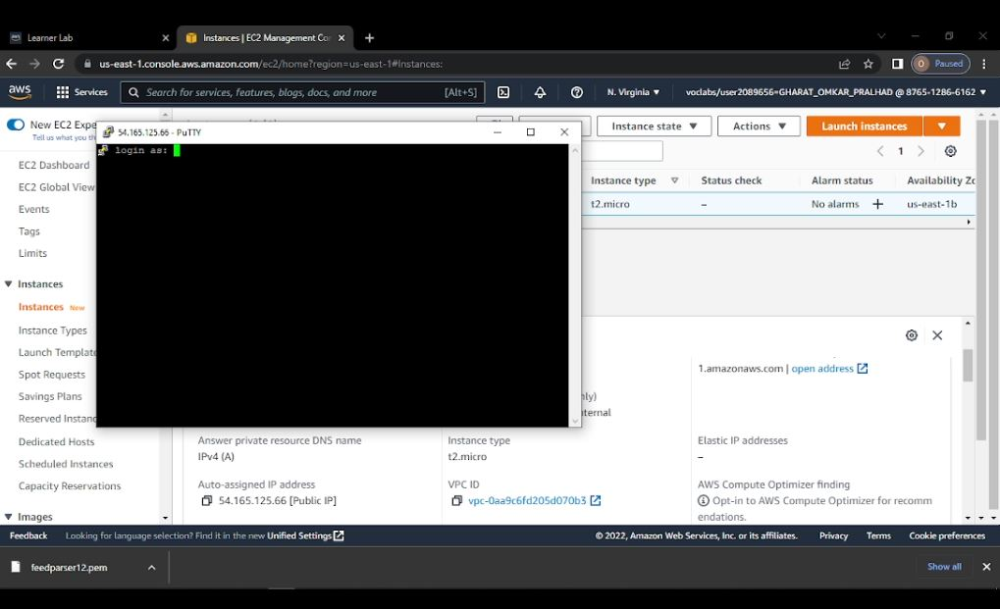 Learner Lab
Instances | EC2 Management Con
us-east-1.console.aws.amazon.com/ec2/home?region=us-east-1#Instances:
O Paused
aws
Services
Search for services, features, blogs, docs, and more [Alt+S]
N. Virginia ▼
voclabs/user2089656=GHARAT_OMKAR_PRALHAD @ 8765-1286-6162 ▼
New EC2 Expe
Tell us what you th
54.165.125.66 - PuTTY
login as:
Instance state ▼
Actions ▼
Launch instances ▼
1
EC2 Dashboard
EC2 Global View
Events
Tags
Limits
Instance type
Status check
Alarm status
Availability Zo
t2.micro
–
No alarms +
us-east-1b
Instances
Instances New
Instance Types
Launch Template
Spot Requests
Savings Plans
Reserved Instanc
Dedicated Hosts
Scheduled Instances
Capacity Reservations
Images
1.amazonaws.com | open address
nly)
nternal
Answer private resource DNS name
IPv4 (A)
Instance type
t2.micro
Elastic IP addresses
–
Auto-assigned IP address
54.165.125.66 [Public IP]
VPC ID
vpc-0aa9c6fd205d070b3
AWS Compute Optimizer finding
Opt-in to AWS Compute Optimizer for recomm
endations.
Feedback
Looking for language selection? Find it in the new Unified Settings
© 2022, Amazon Web Services, Inc. or its affiliates.
Privacy
Terms
Cookie preferences
feedparser12.pem
Show all